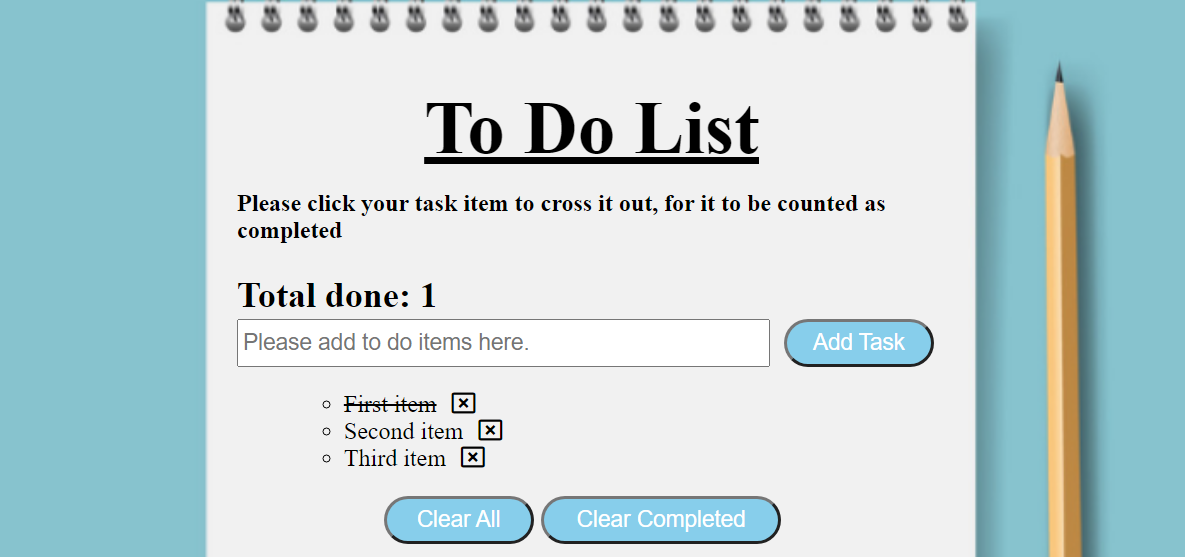 To Do List
Please click your task item to cross it out, for it to be counted as
completed
Total done: 1
Please add to do items here.
Add Task
First item
Second item
Third item
Clear All
Clear Completed